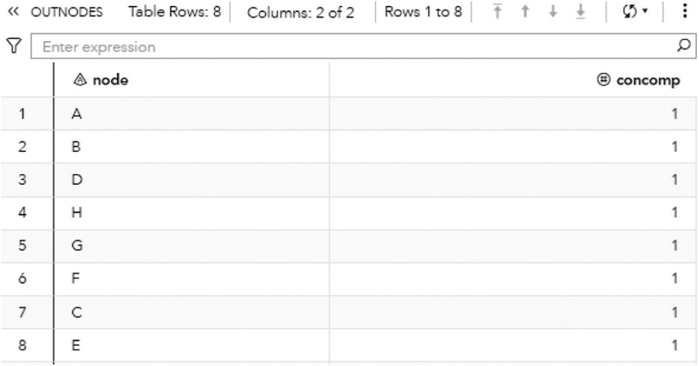 OUTNODES Table Rows: 8 Columns: 2 of 2 Rows 1 to 8
Enter expression
node concomp
1 A 1
2 B 1
3 D 1
4 H 1
5 G 1
6 F 1
7 C 1
8 E 1